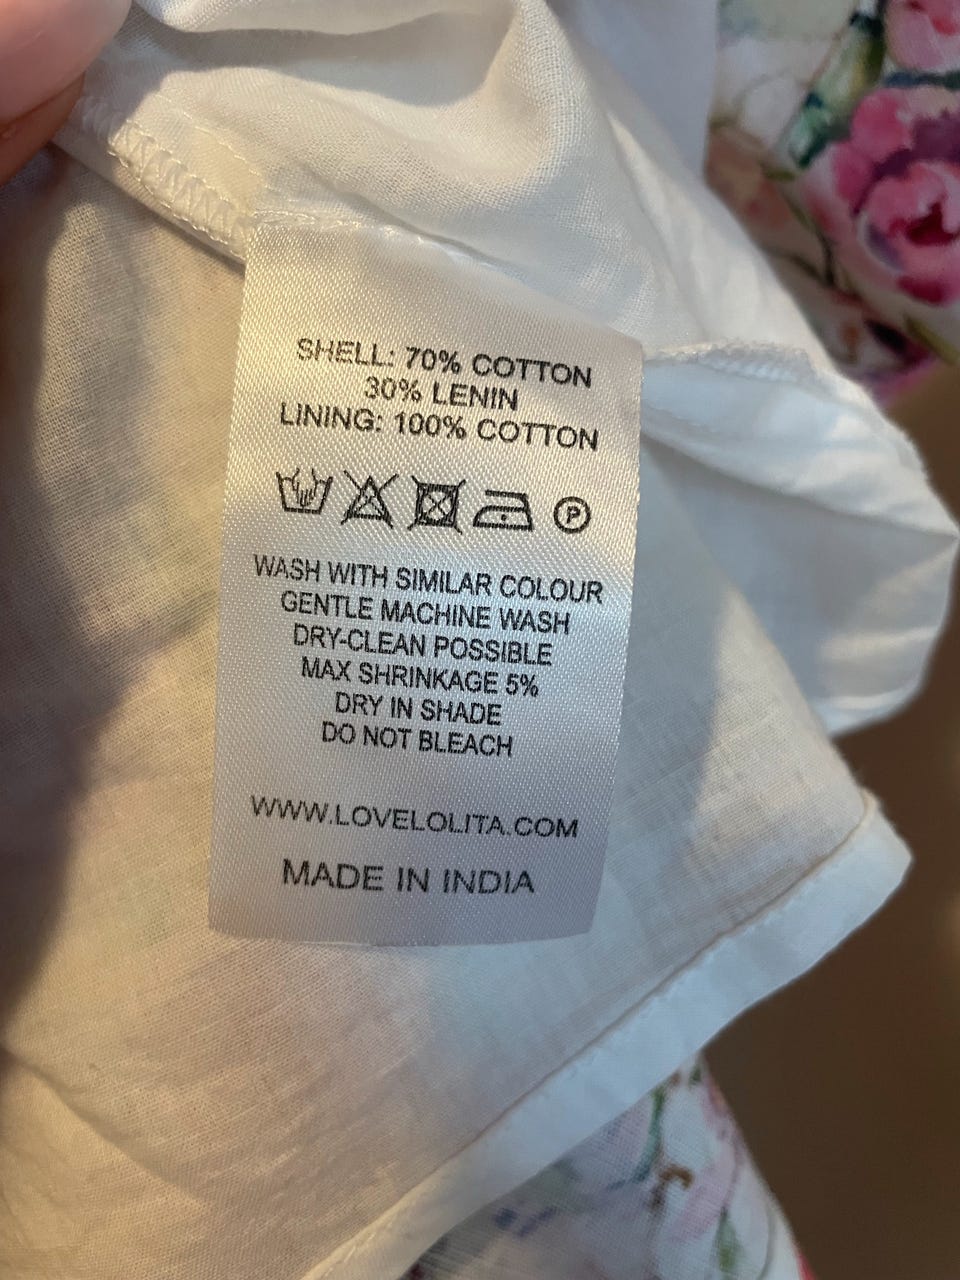 SHELL: 70% COTTON
30% LENIN
LINING: 100% COTTON
P
WASH WITH SIMILAR COLOUR
GENTLE MACHINE WASH
DRY-CLEAN POSSIBLE
MAX SHRINKAGE 5%
DRY IN SHADE
DO NOT BLEACH
WWW.LOVELOLITA.COM
MADE IN INDIA